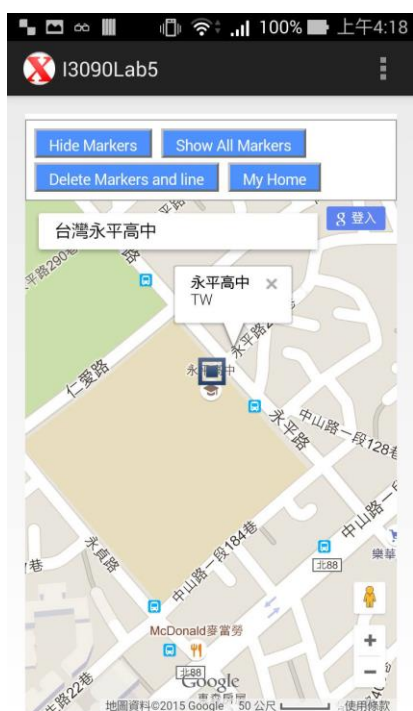 100% 上午4:18
I3090Lab5
Hide Markers Show All Markers
Delete Markers and line My Home
台灣永平高中
8 登入
永平高中 ×
TW
仁愛路
永平路
中山路一段128巷
永貞路
中山路一段184巷
中山路一
北88
樂華
McDonald麥當勞
北88
Google
地圖資料©2015 Google 50 公尺 使用條款